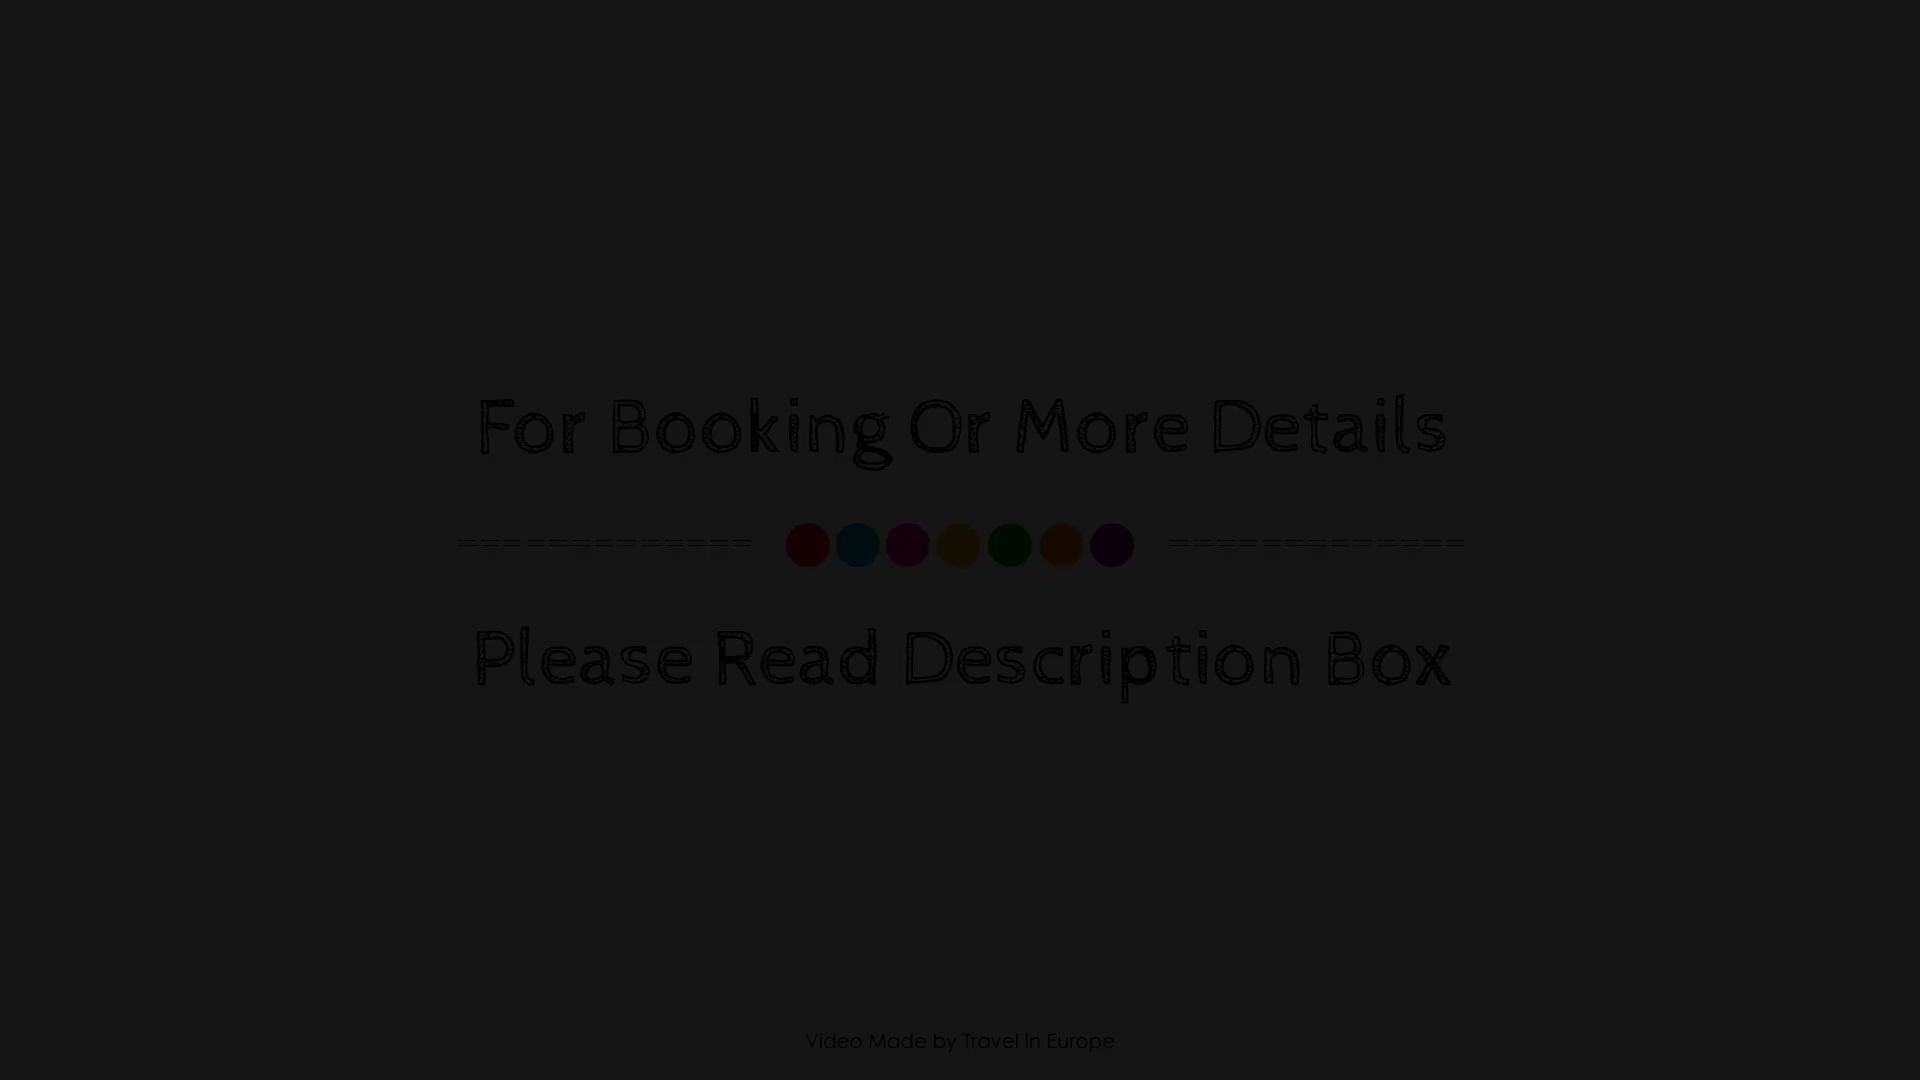 For Booking Or More Details
============= =============
Please Read Description Box
Video Made by Travel In Europe